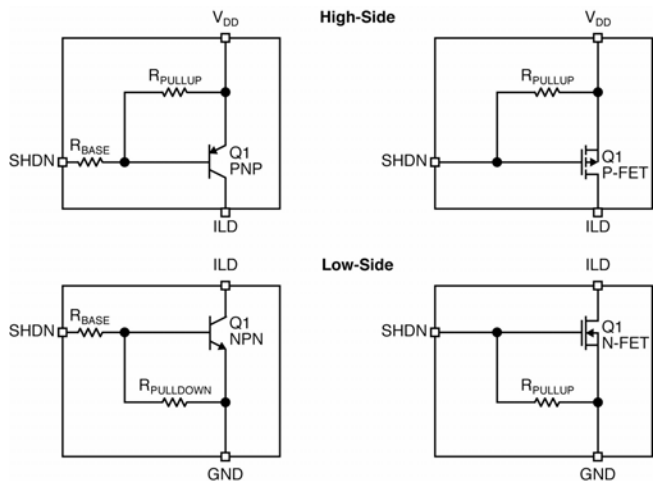 High-Side
VDD
RPULLUP
RBASE
SHDN
Q1
PNP
ILD
VDD
RPULLUP
SHDN
Q1
P-FET
ILD
Low-Side
ILD
RBASE
SHDN
Q1
NPN
RPULLDOWN
GND
ILD
SHDN
Q1
N-FET
RPULLUP
GND